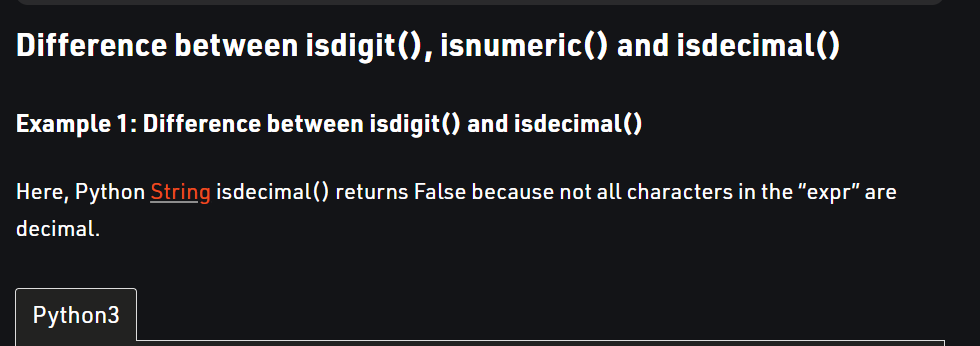 Difference between isdigit(), isnumeric() and isdecimal()
Example 1: Difference between isdigit() and isdecimal()
Here, Python String isdecimal() returns False because not all characters in the “expr” are
decimal.
Python3